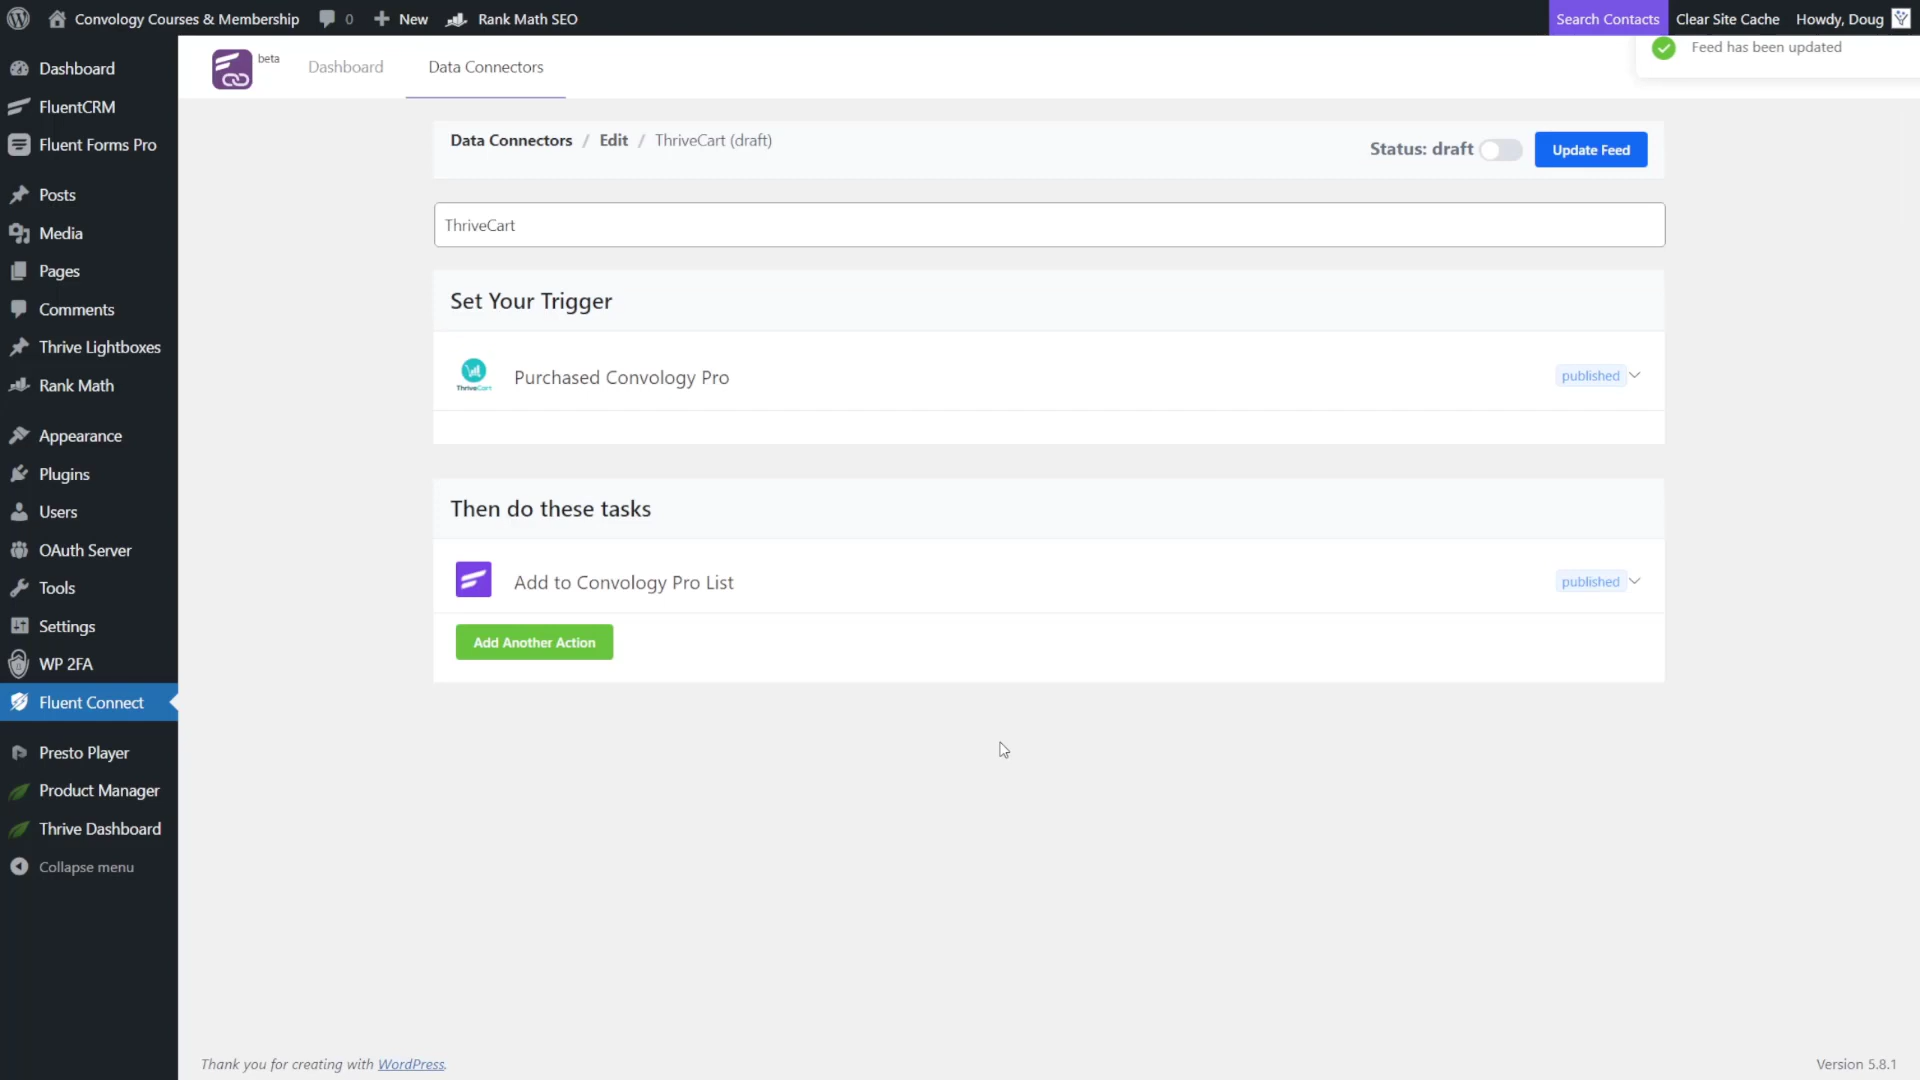 Convology Courses & Membership
0
New
Rank Math SEO
Search Contacts
Clear Site Cache
Howdy, Doug
Dashboard
FluentCRM
Fluent Forms Pro
Posts
Media
Pages
Comments
Thrive Lightboxes
Rank Math
Appearance
Plugins
Users
OAuth Server
Tools
Settings
WP 2FA
Fluent Connect
Presto Player
Product Manager
Thrive Dashboard
Collapse menu
beta
Dashboard
Data Connectors
Feed has been updated
Data Connectors / Edit / ThriveCart (draft)
Status: draft
Update Feed
ThriveCart
Set Your Trigger
ThriveCart
Purchased Convology Pro
published
Then do these tasks
Add to Convology Pro List
published
Add Another Action
Thank you for creating with WordPress.
Version 5.8.1